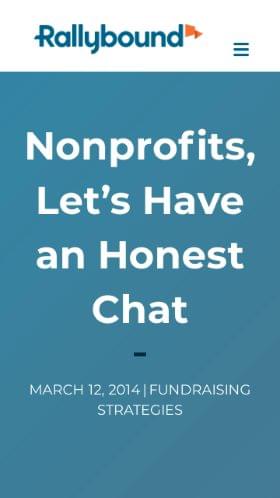 Rallybound
Nonprofits,
Let’s Have
an Honest
Chat
MARCH 12, 2014 | FUNDRAISING
STRATEGIES